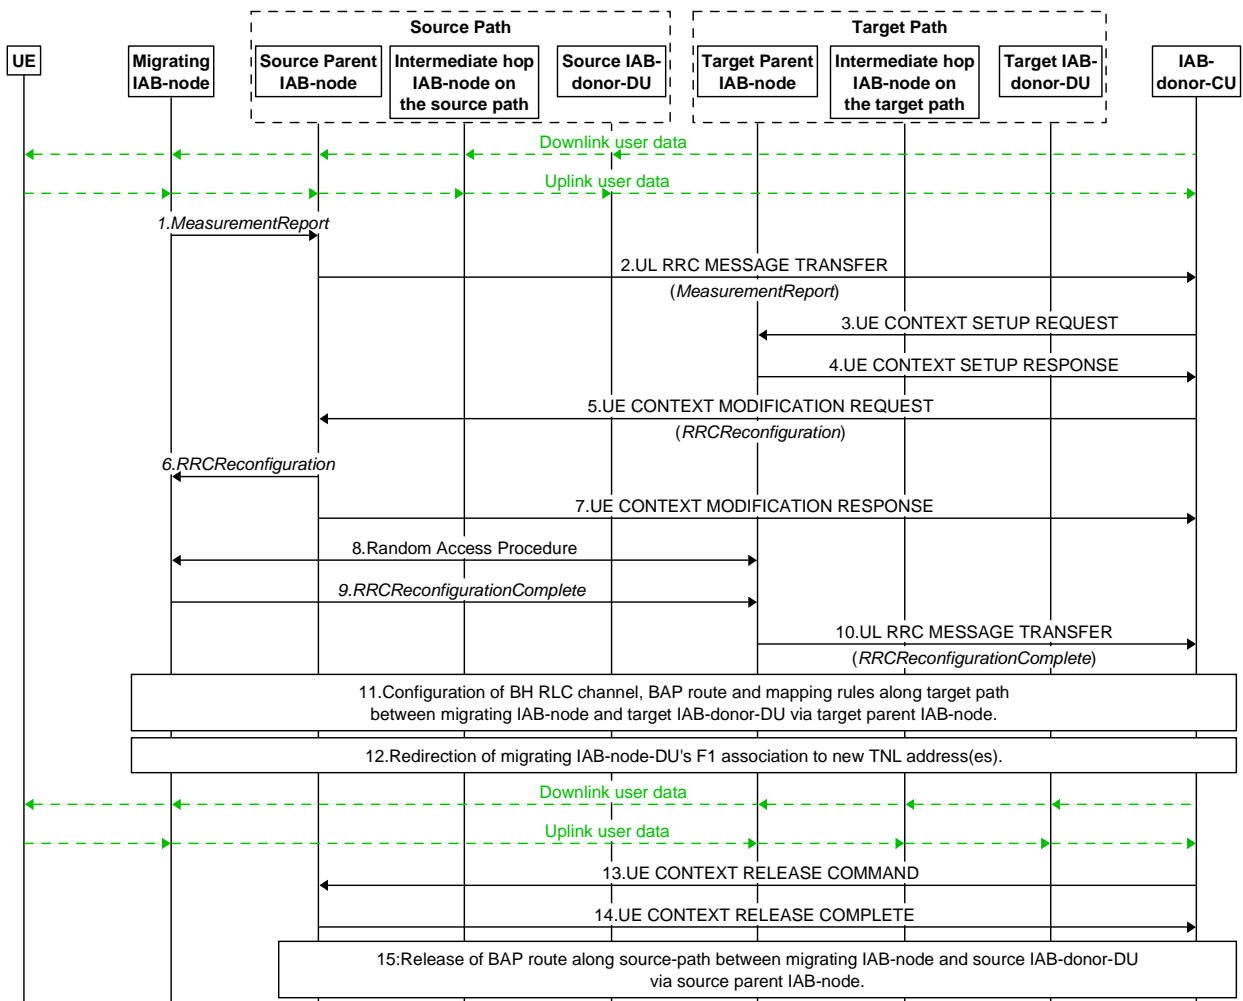 Source Path
Target Path
UE
Migrating
IAB-node
Source Parent
IAB-node
Intermediate hop
IAB-node on
the source path
Source IAB-
donor-DU
Target Parent
IAB-node
Intermediate hop
IAB-node on
the target path
Target IAB-
donor-DU
IAB-
donor-CU
Downlink user data
Uplink user data
1.MeasurementReport
2.UL RRC MESSAGE TRANSFER
(MeasurementReport)
3.UE CONTEXT SETUP REQUEST
4.UE CONTEXT SETUP RESPONSE
5.UE CONTEXT MODIFICATION REQUEST
(RRCReconfiguration)
6.RRCReconfiguration
7.UE CONTEXT MODIFICATION RESPONSE
8.Random Access Procedure
9.RRCReconfigurationComplete
10.UL RRC MESSAGE TRANSFER
(RRCReconfigurationComplete)
11.Configuration of BH RLC channel, BAP route and mapping rules along target path
between migrating IAB-node and target IAB-donor-DU via target parent IAB-node.
12.Redirection of migrating IAB-node-DU's F1 association to new TNL address(es).
Downlink user data
Uplink user data
13.UE CONTEXT RELEASE COMMAND
14.UE CONTEXT RELEASE COMPLETE
15:Release of BAP route along source-path between migrating IAB-node and source IAB-donor-DU
via source parent IAB-node.